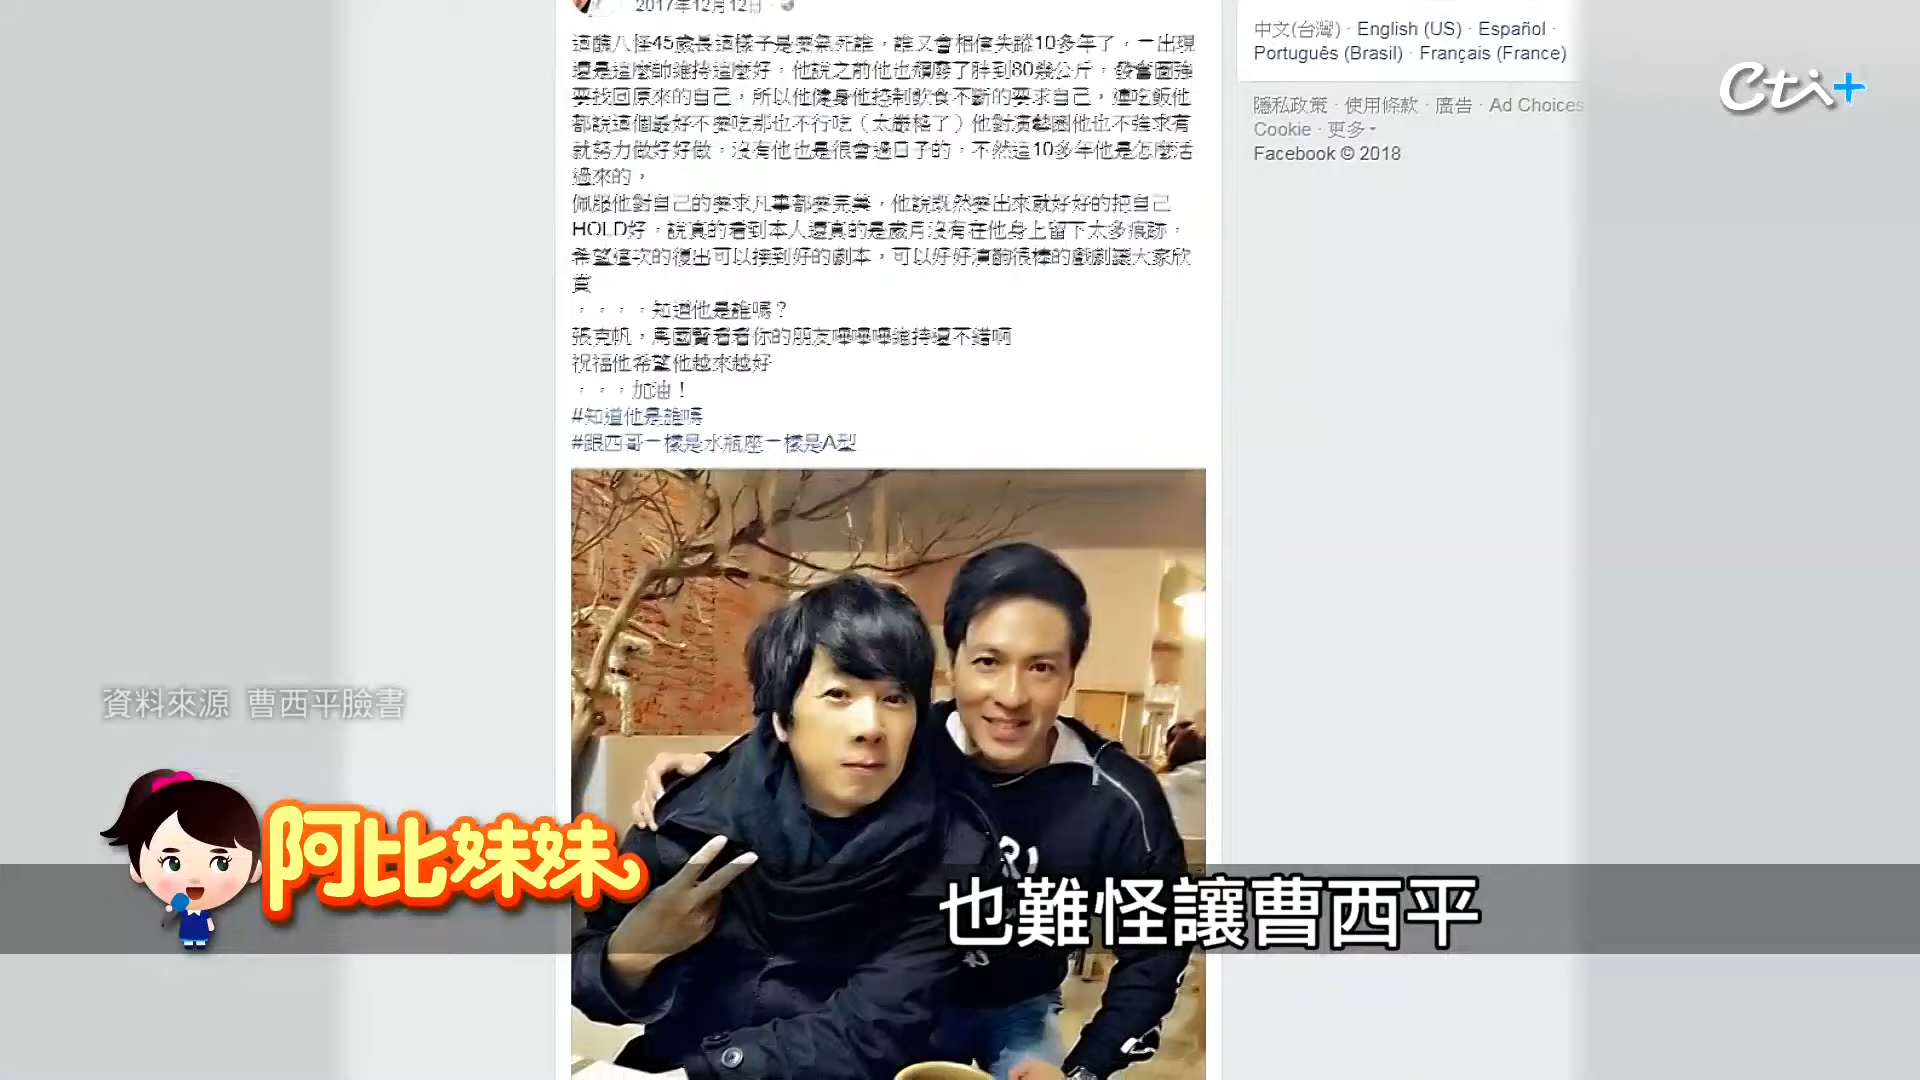 2017年12月12日
這醜八怪45歲長這樣子是要氣死誰，誰又會相信失蹤10多年了，一出現
還是這麼帥維持這麼好，他說之前他也頹廢了胖到80幾公斤，發奮圖強
要找回原來的自己，所以他健身他控制飲食不斷的要求自己，連吃飯他
都說這個最好不要吃那也不行吃（太嚴格了）他對演藝圈他也不強求有
就努力做好好做，沒有他也是很會過日子的，不然這10多年他是怎麼活
過來的，
佩服他對自己的要求凡事都要完美，他說既然要出來就好好的把自己
HOLD好，說真的看到本人還真的是歲月沒有在他身上留下太多痕跡，
希望這次的復出可以接到好的劇本，可以好好演齣很棒的戲劇讓大家欣
賞
，，，，知道他是誰嗎？
張克帆，馬國賢看看你的朋友嗶嗶嗶維持還不錯啊
祝福他希望他越來越好
，，，加油！
#知道他是誰嗎
#跟西哥一樣是水瓶座一樣是A型
中文(台灣) · English (US) · Español ·
Português (Brasil) · Français (France)
隱私政策 · 使用條款 · 廣告 · Ad Choices
Cookie · 更多
Facebook © 2018
Cti+
資料來源 曹西平臉書
阿比妹妹
也難怪讓曹西平